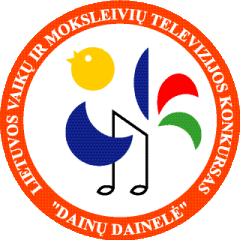 LIETUVOS VAIKŲ IR MOKSLEIVIŲ TELEVIZIJOS KONKURSAS
"DAINŲ DAINELĖ"